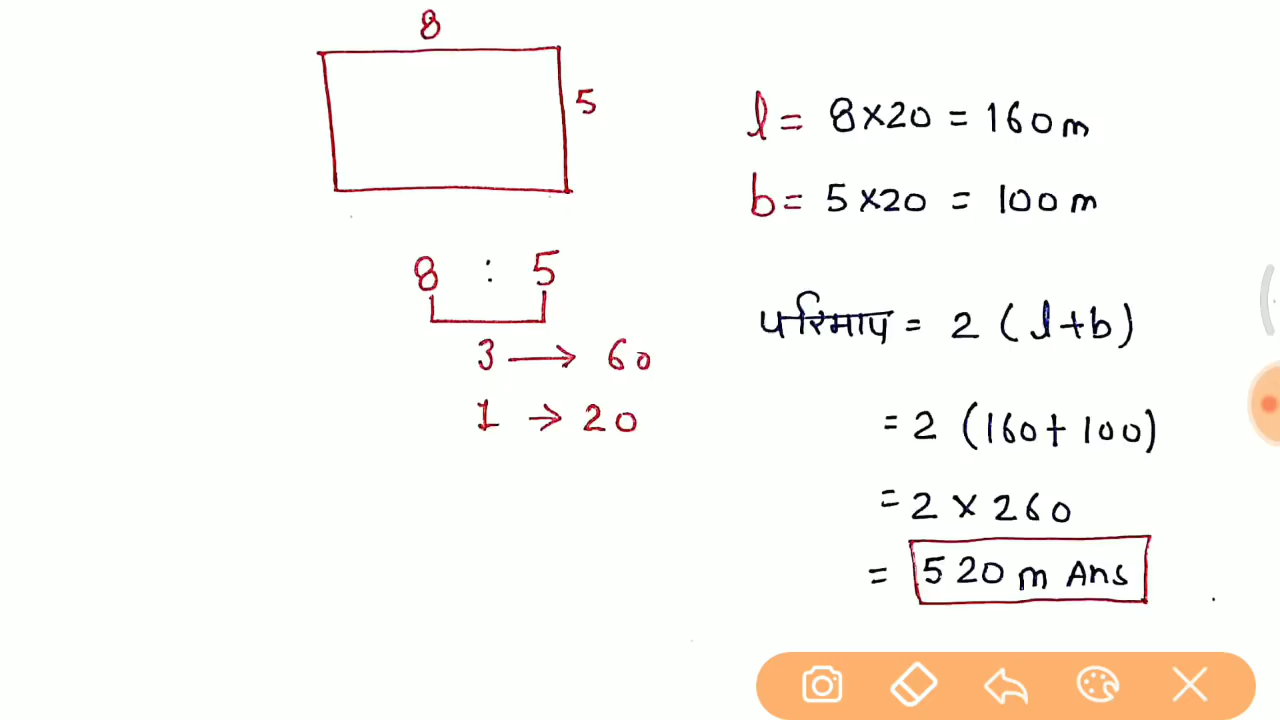 8
5
8 : 5
3 → 60
1 → 20
l = 8×20 = 160 m
b = 5×20 = 100 m
परिमाप = 2 (l+b)
= 2 (160+100)
= 2 × 260
= 520 m Ans